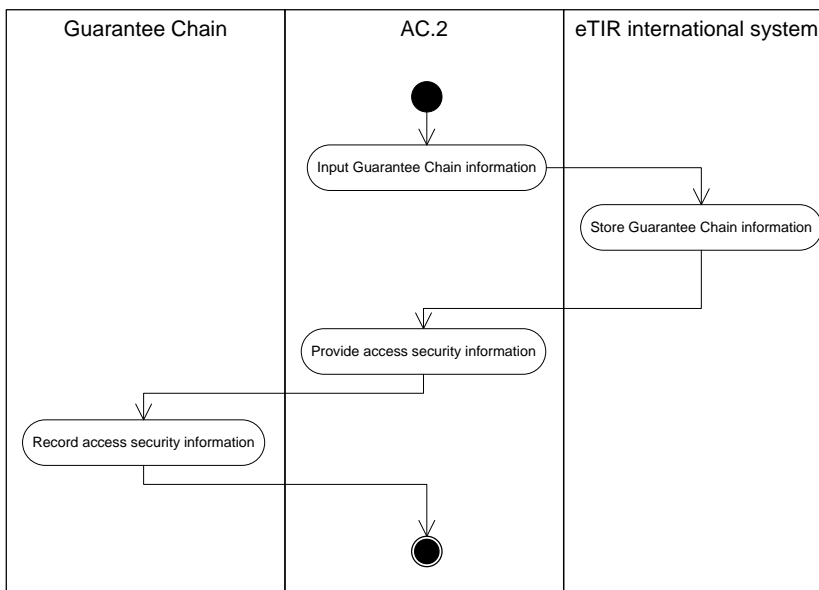 Guarantee Chain
AC.2
eTIR international system
Input Guarantee Chain information
Store Guarantee Chain information
Provide access security information
Record access security information